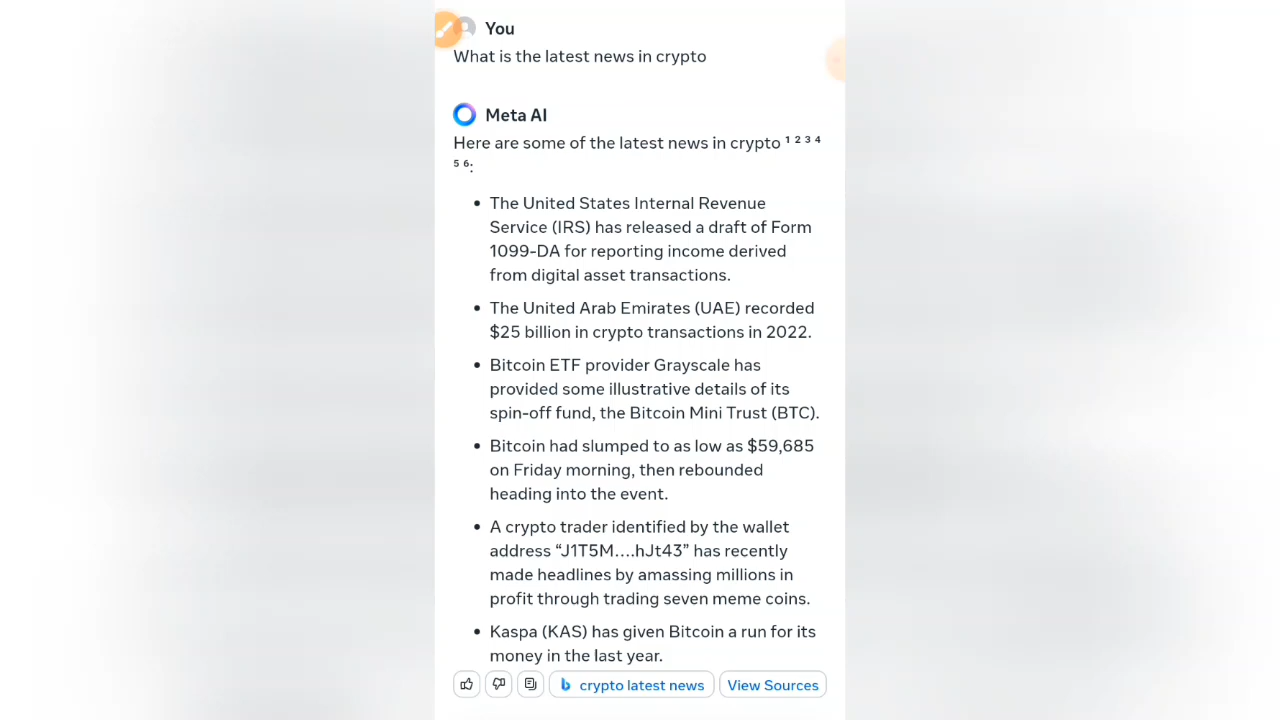 You
What is the latest news in crypto
Meta AI
Here are some of the latest news in crypto ¹ ² ³ ⁴
⁵ ⁶:
• The United States Internal Revenue
Service (IRS) has released a draft of Form
1099-DA for reporting income derived
from digital asset transactions.
• The United Arab Emirates (UAE) recorded
$25 billion in crypto transactions in 2022.
• Bitcoin ETF provider Grayscale has
provided some illustrative details of its
spin-off fund, the Bitcoin Mini Trust (BTC).
• Bitcoin had slumped to as low as $59,685
on Friday morning, then rebounded
heading into the event.
• A crypto trader identified by the wallet
address “J1T5M....hJt43” has recently
made headlines by amassing millions in
profit through trading seven meme coins.
• Kaspa (KAS) has given Bitcoin a run for its
money in the last year.
crypto latest news
View Sources